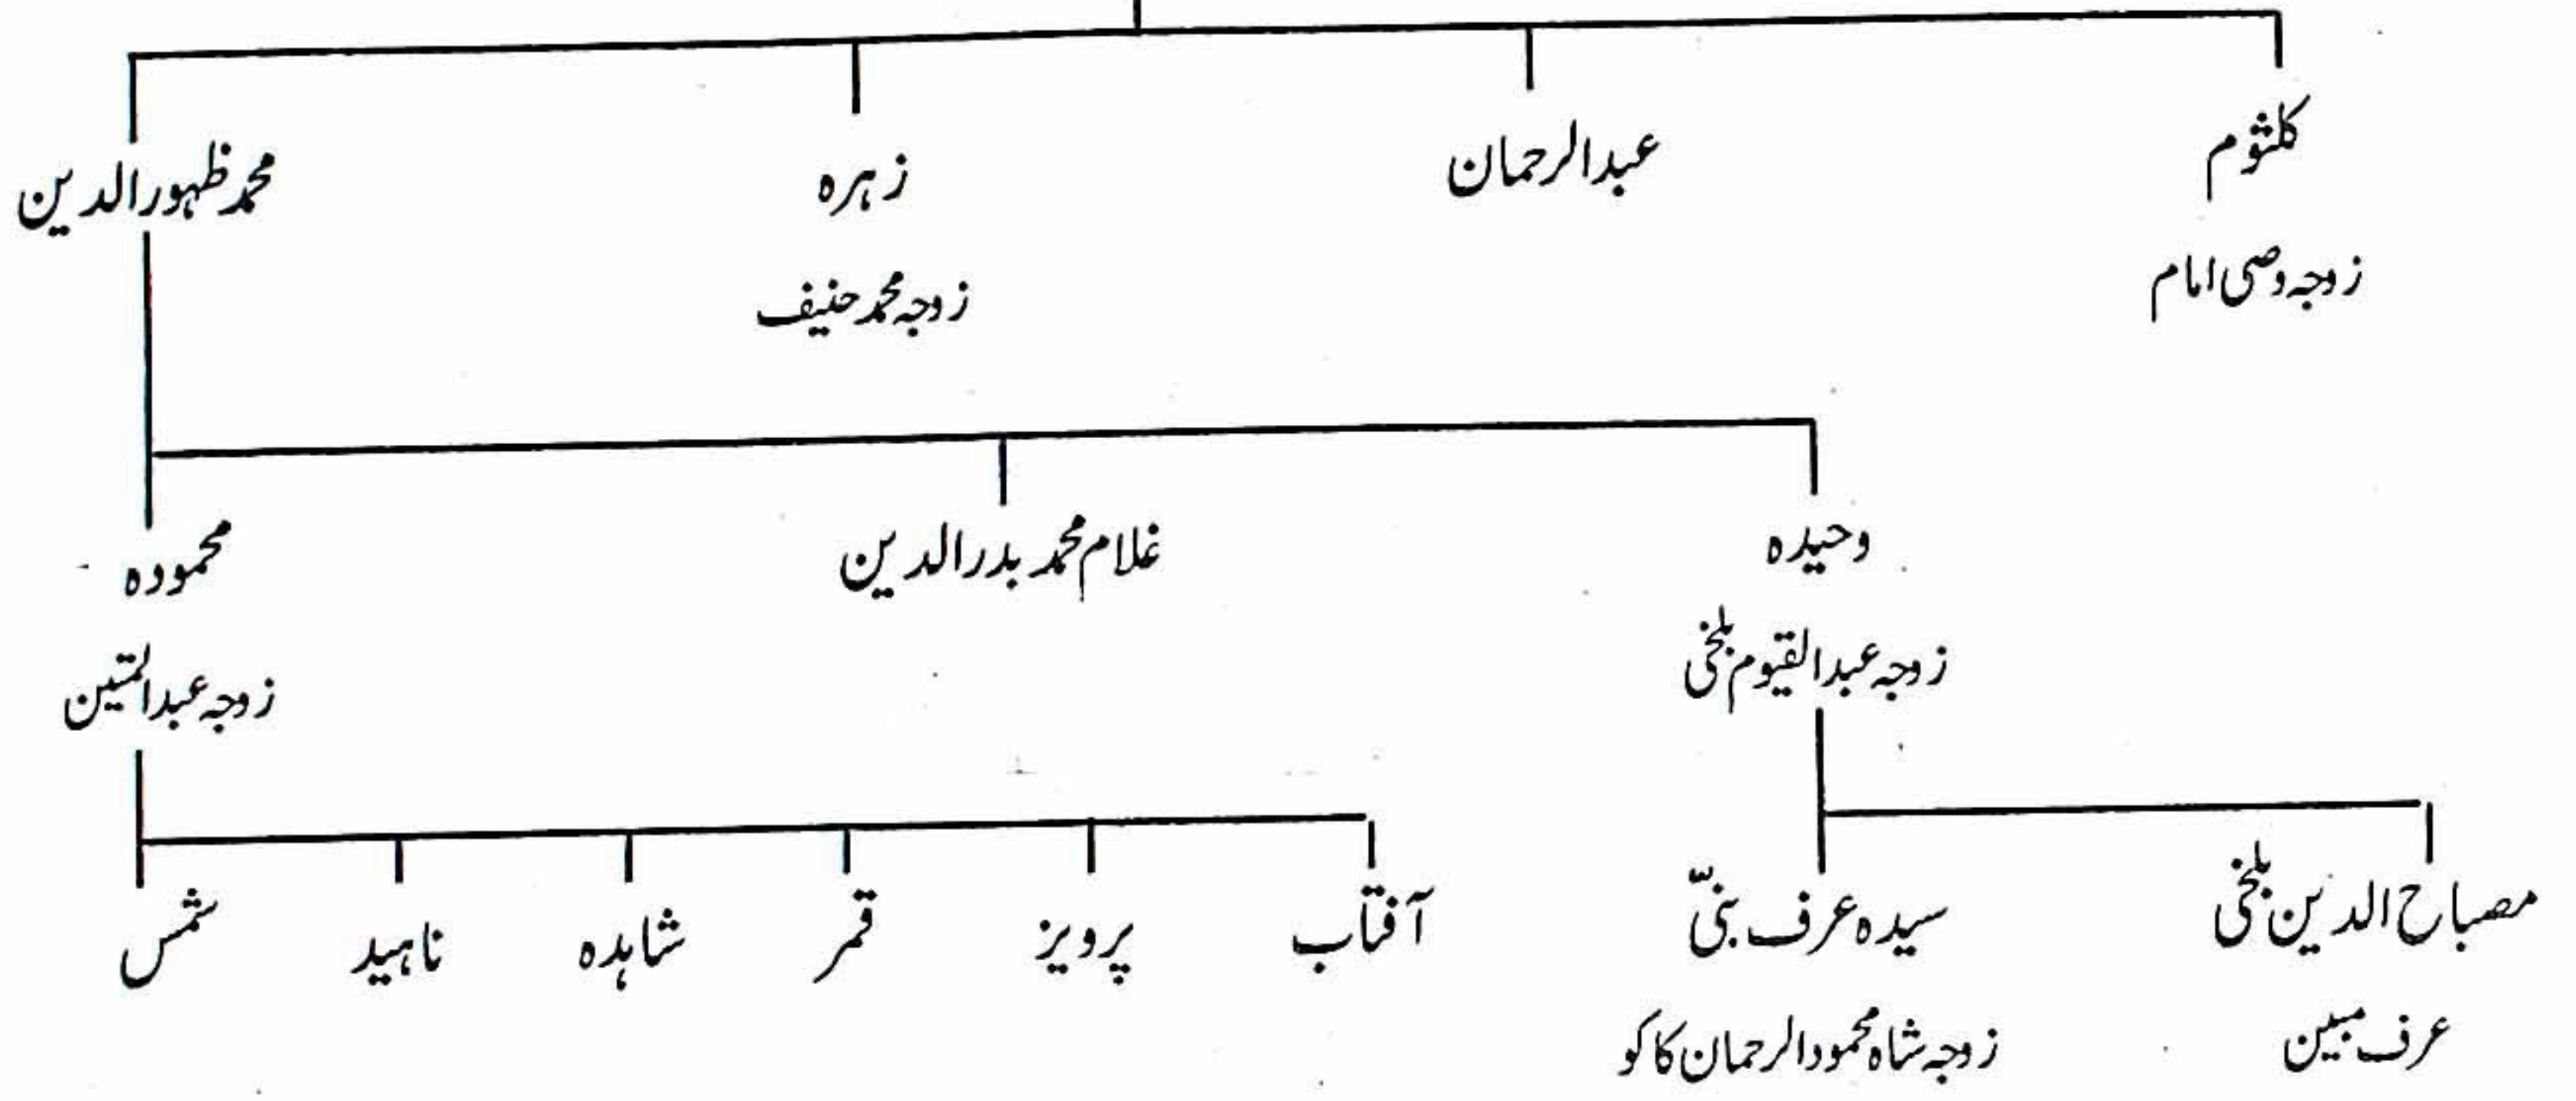 کلثوم
زوجہ وصی امام
عبدالرحمان
زہرہ
زوجہ محمد حنیف
محمد ظہورالدین
وحیدہ
زوجہ عبدالقیوم بلخی
غلام محمد بدرالدین
محمودہ
زوجہ عبدالمتین
مصباح الدین بلخی
عرف مبین
سیدہ عرف بنّی
زوجہ شاہ محمودالرحمان کاکو
آفتاب
پرویز
قمر
شاہدہ
ناہید
شمس